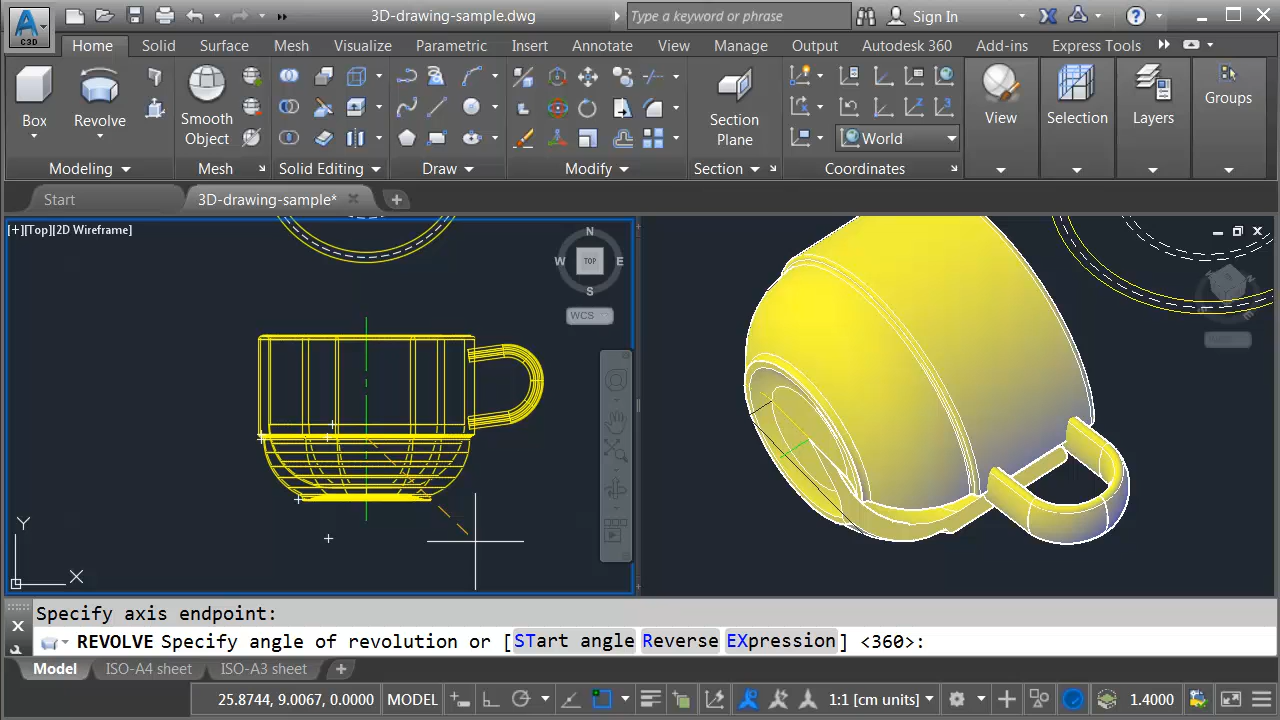 3D-drawing-sample.dwg
Type a keyword or phrase
Sign In
C3D
Home Solid Surface Mesh Visualize Parametric Insert Annotate View Manage Output Autodesk 360 Add-ins Express Tools
Box
Revolve
Smooth
Object
Section
Plane
World
View
Selection
Layers
Groups
Modeling Mesh Solid Editing Draw Modify Section Coordinates
Start
3D-drawing-sample*
[+][Top][2D Wireframe]
N
W
TOP
E
S
WCS
Y
X
Specify axis endpoint:
REVOLVE Specify angle of revolution or [STart angle Reverse EXpression] <360>:
Model ISO-A4 sheet ISO-A3 sheet
25.8744, 9.0067, 0.0000 MODEL 1:1 [cm units] 1.4000